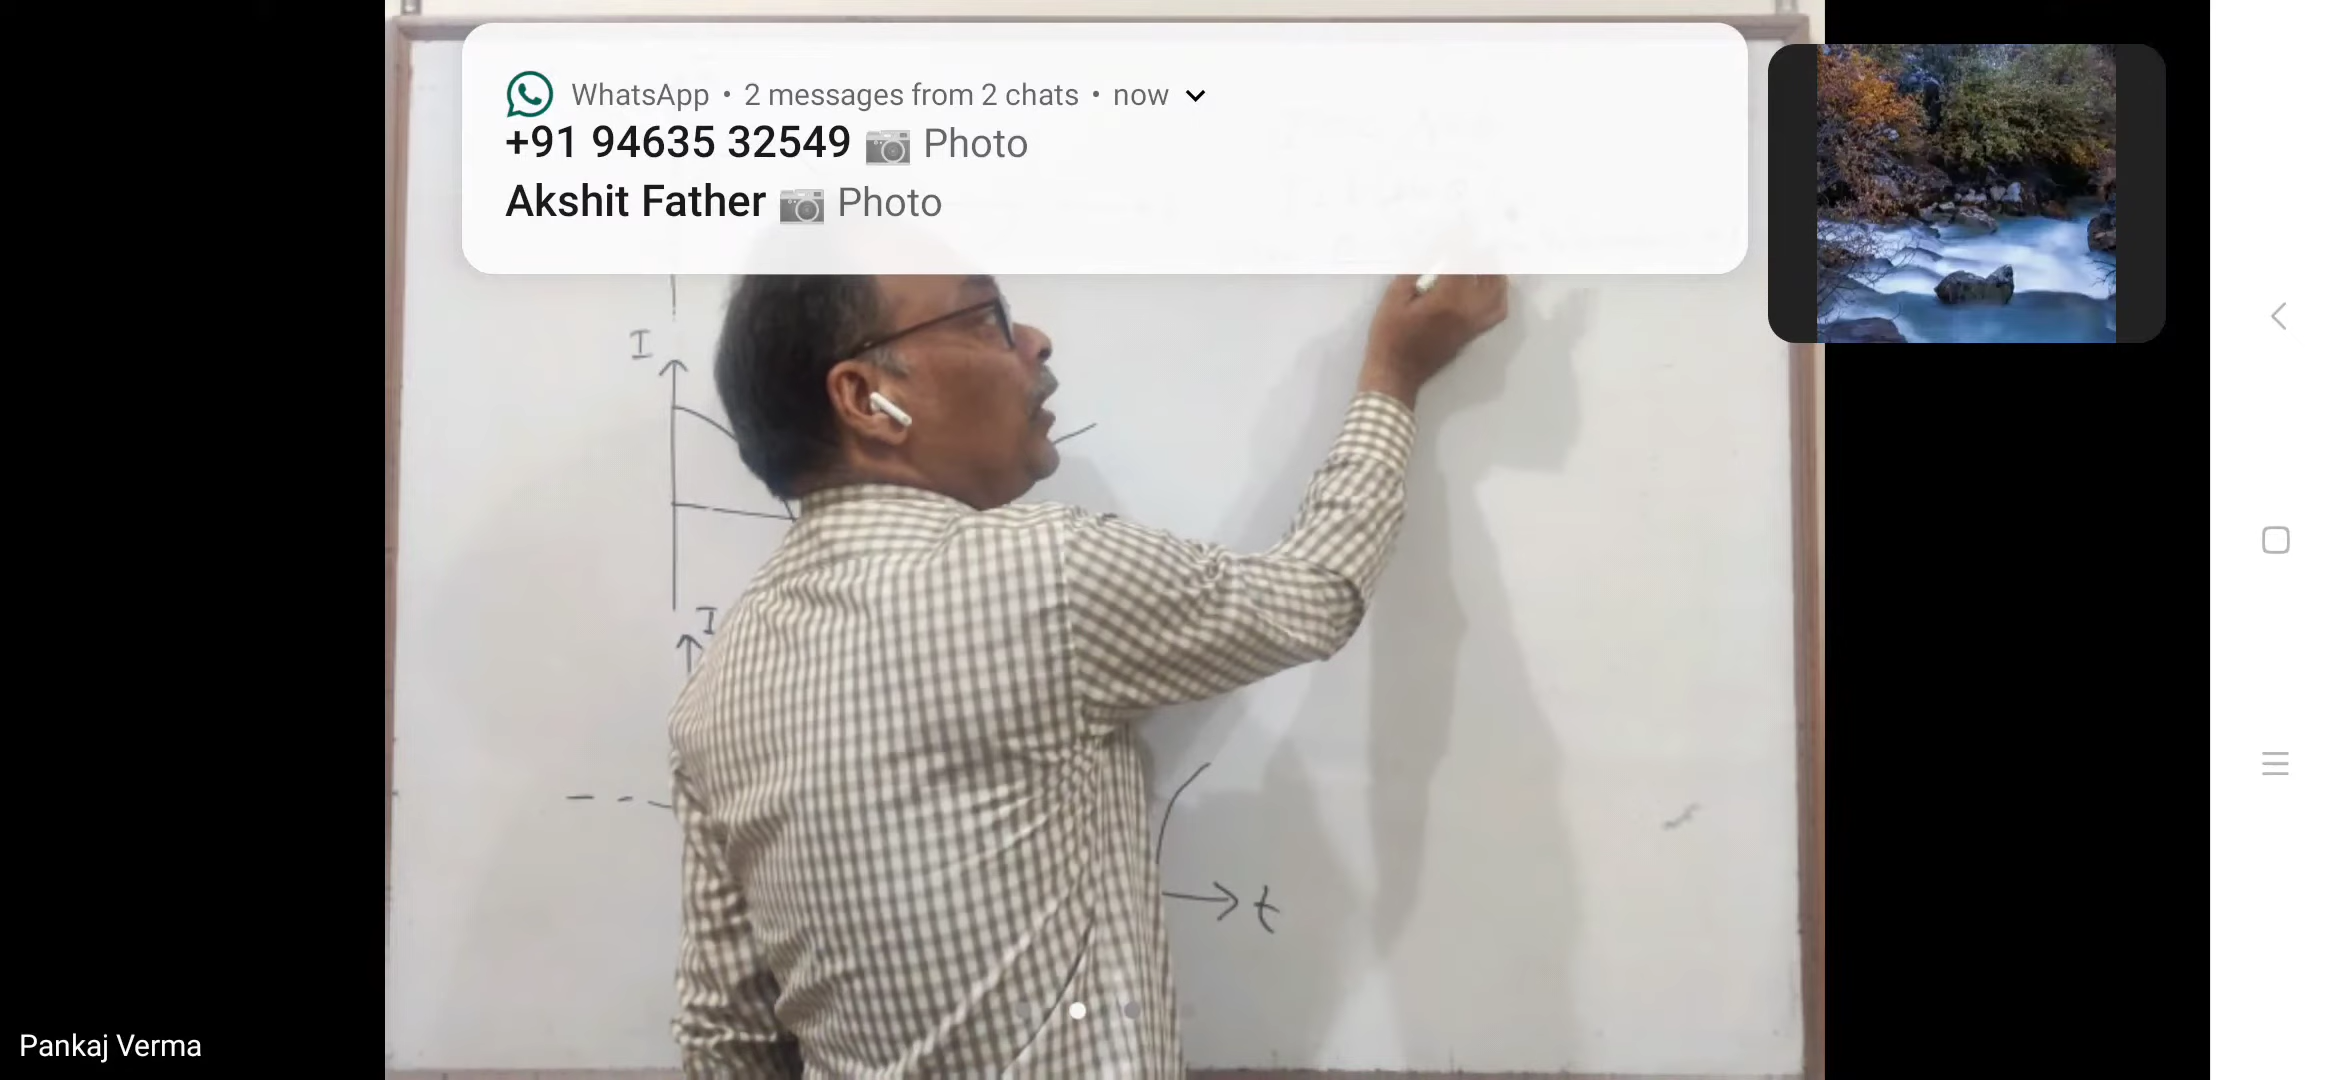 WhatsApp • 2 messages from 2 chats • now
+91 94635 32549 📷 Photo
Akshit Father 📷 Photo
I
I
t
Pankaj Verma